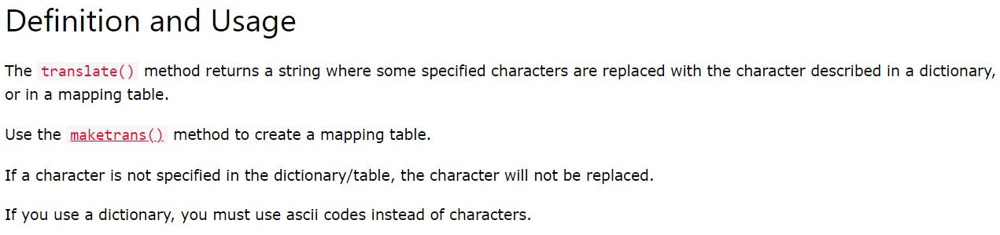 Definition and Usage
The translate() method returns a string where some specified characters are replaced with the character described in a dictionary,
or in a mapping table.
Use the maketrans() method to create a mapping table.
If a character is not specified in the dictionary/table, the character will not be replaced.
If you use a dictionary, you must use ascii codes instead of characters.